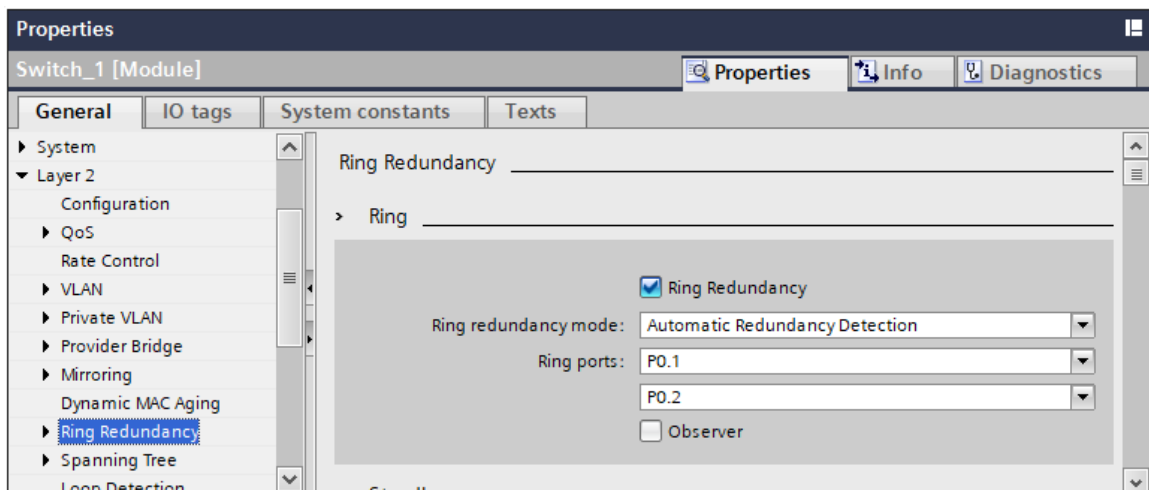 Properties
Switch_1 [Module]
Properties
Info
Diagnostics
General
IO tags
System constants
Texts
System
Layer 2
Configuration
QoS
Rate Control
VLAN
Private VLAN
Provider Bridge
Mirroring
Dynamic MAC Aging
Ring Redundancy
Spanning Tree
Loop Detection
Ring Redundancy
Ring
Ring Redundancy
Ring redundancy mode: Automatic Redundancy Detection
Ring ports: P0.1
P0.2
Observer